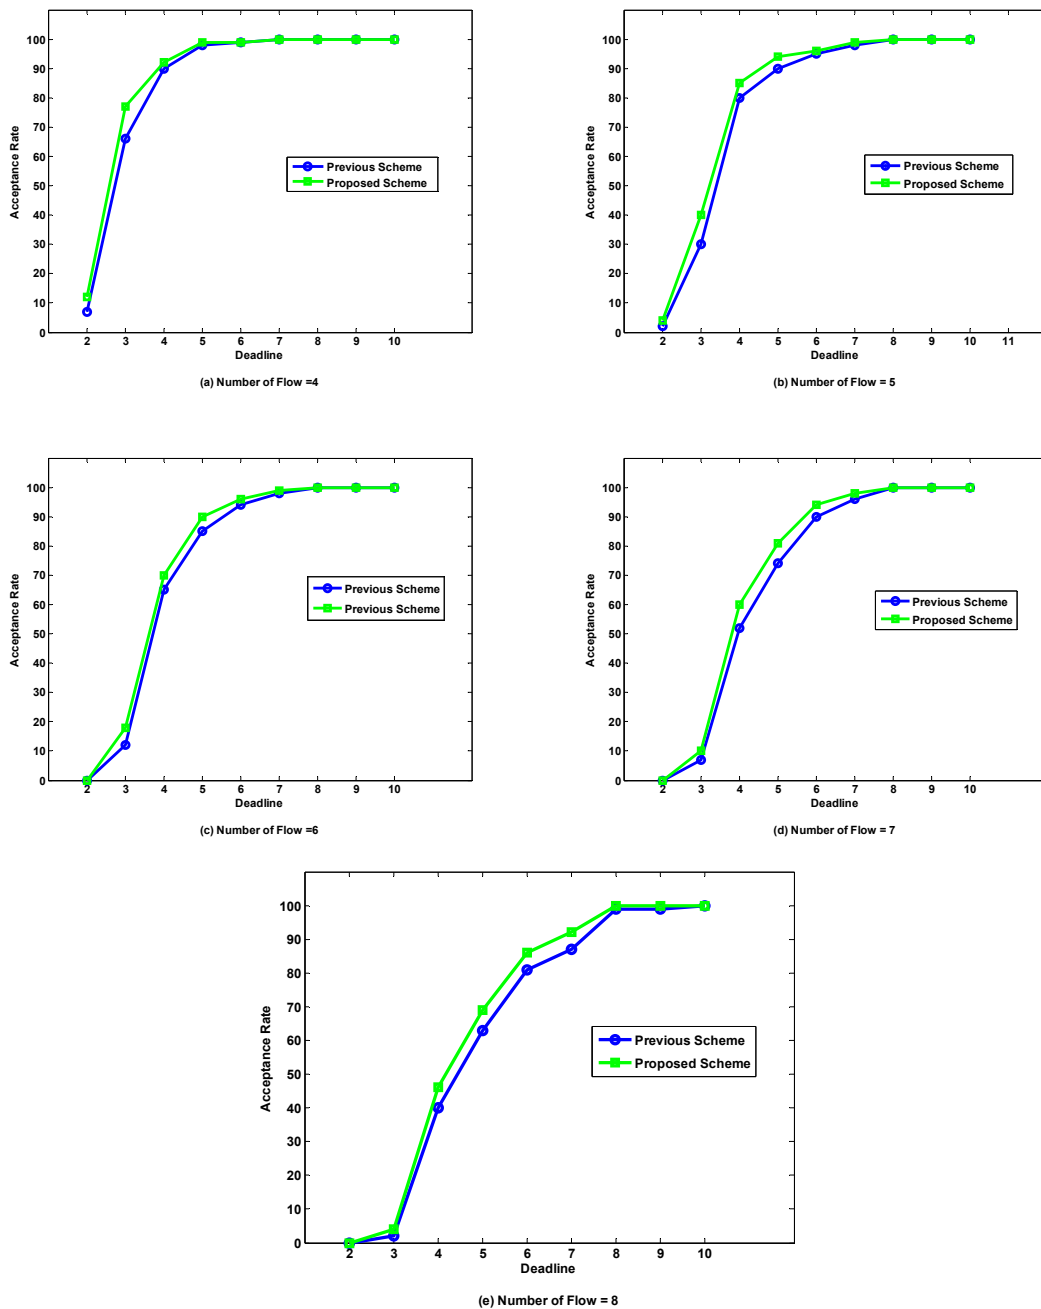 100
90
80
70
60
50
40
30
20
10
0
Acceptance Rate
Previous Scheme
Proposed Scheme
2 3 4 5 6 7 8 9 10
Deadline
(a) Number of Flow =4
100
90
80
70
60
50
40
30
20
10
0
Acceptance Rate
Previous Scheme
Proposed Scheme
2 3 4 5 6 7 8 9 10 11
Deadline
(b) Number of Flow = 5
100
90
80
70
60
50
40
30
20
10
0
Acceptance Rate
Previous Scheme
Previous Scheme
2 3 4 5 6 7 8 9 10
Deadline
(c) Number of Flow =6
100
90
80
70
60
50
40
30
20
10
0
Acceptance Rate
Previous Scheme
Proposed Scheme
2 3 4 5 6 7 8 9 10
Deadline
(d) Number of Flow = 7
100
90
80
70
60
50
40
30
20
10
0
Acceptance Rate
Previous Scheme
Proposed Scheme
2 3 4 5 6 7 8 9 10
Deadline
(e) Number of Flow = 8